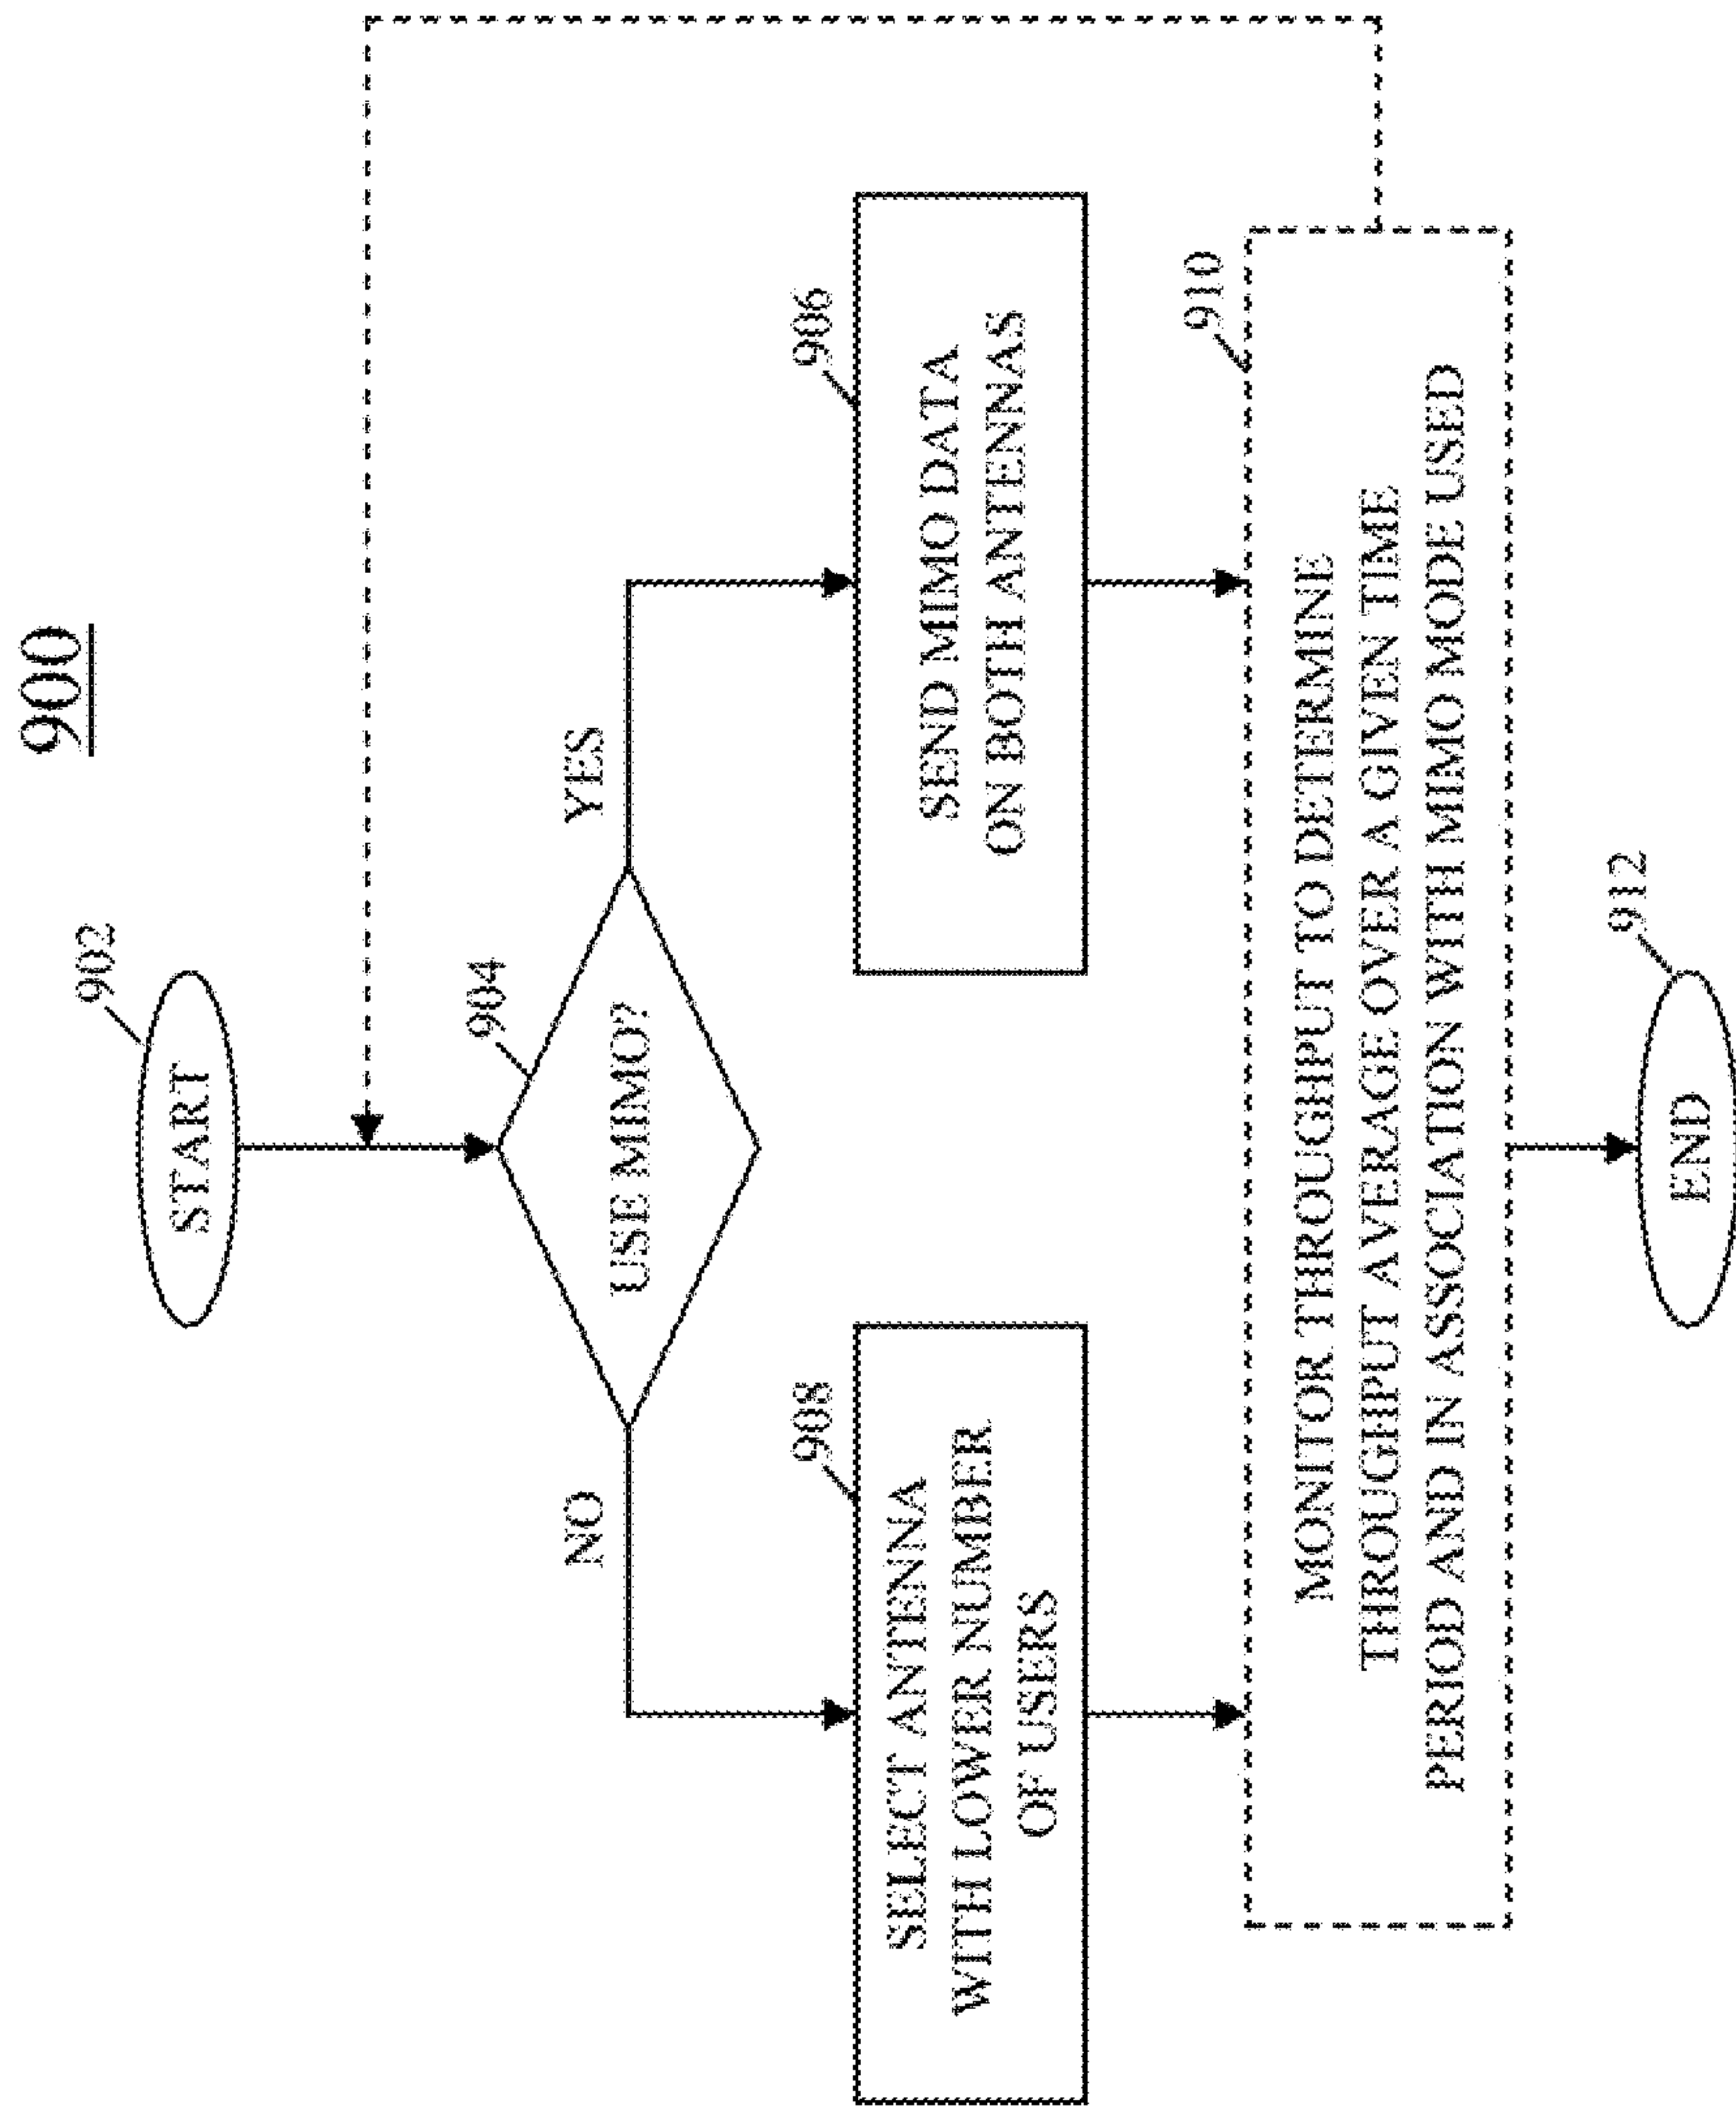 900
902
START
904
USE MIMO?
NO
YES
908
SELECT ANTENNA
WITH LOWER NUMBER
OF USERS
906
SEND MIMO DATA
ON BOTH ANTENNAS
910
MONITOR THROUGHPUT TO DETERMINE
THROUGHPUT AVERAGE OVER A GIVEN TIME
PERIOD AND IN ASSOCIATION WITH MIMO MODE USED
912
END